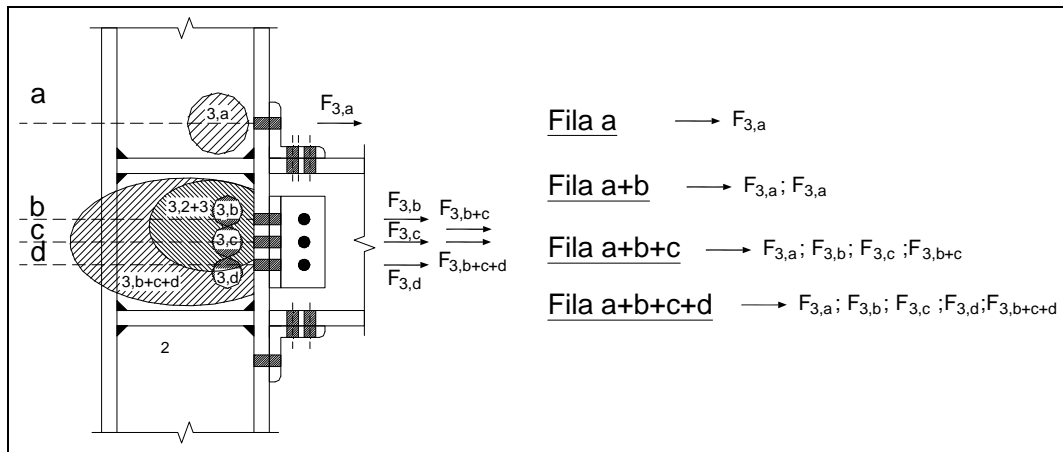 a
3,a
F3,a
b
c
d
3,2+3
3,b
3,c
3,d
3,b+c+d
F3,b
F3,c
F3,d
F3,b+c
F3,b+c+d
2
Fila a → F3,a
Fila a+b → F3,a; F3,a
Fila a+b+c → F3,a; F3,b; F3,c ;F3,b+c
Fila a+b+c+d → F3,a; F3,b; F3,c ;F3,d;F3,b+c+d